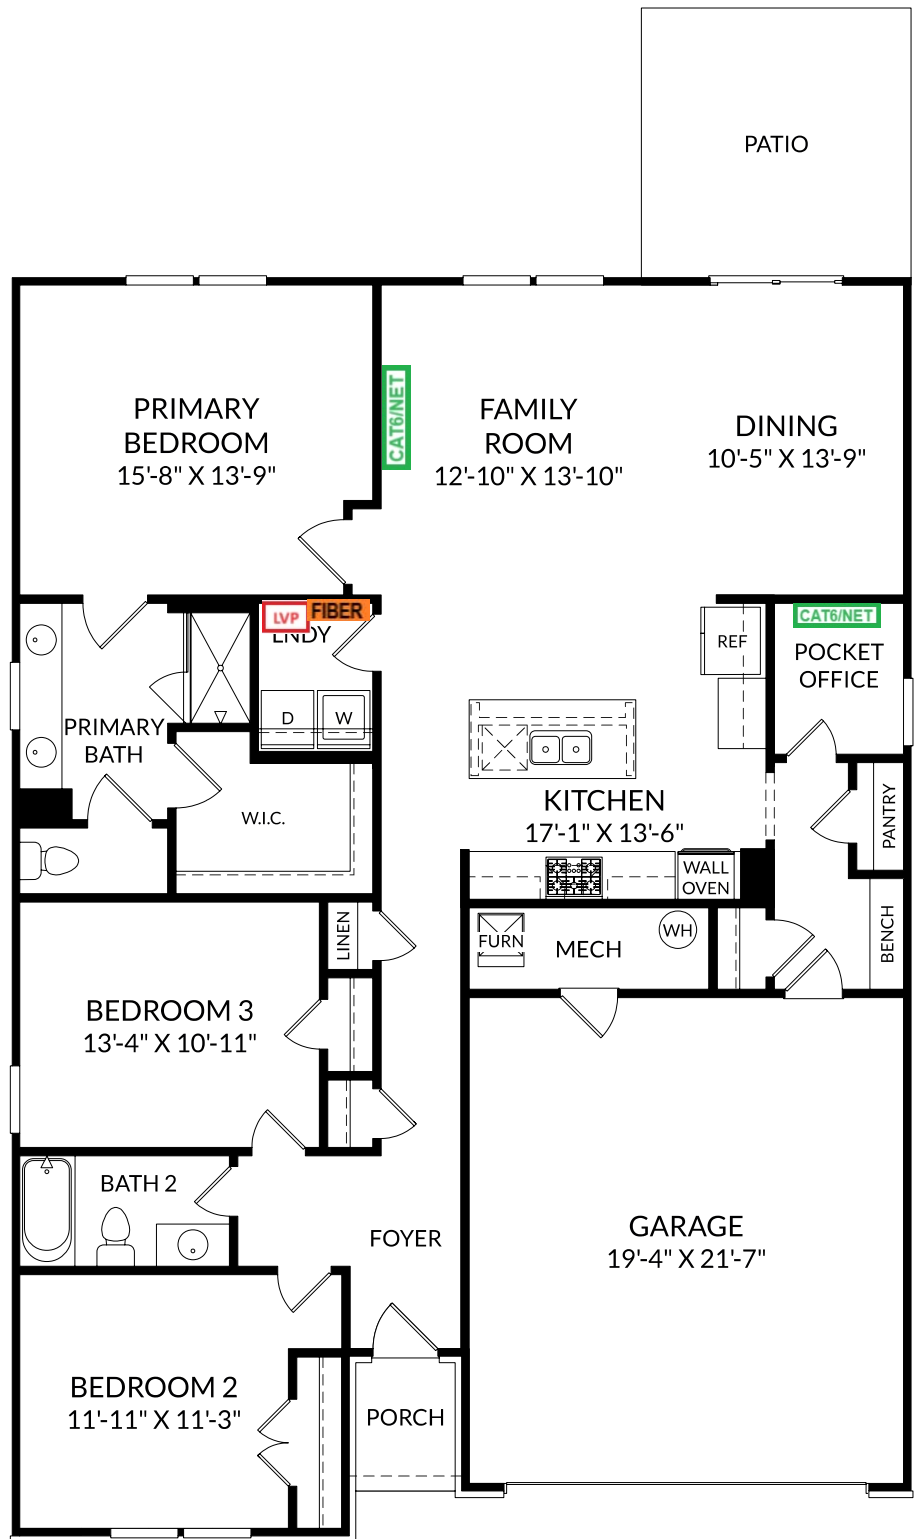 PATIO
PRIMARY
BEDROOM
15'-8" X 13'-9"
CAT6/NET
FAMILY
ROOM
12'-10" X 13'-10"
DINING
10'-5" X 13'-9"
LVP
FIBER
LNDY
D
W
PRIMARY
BATH
W.I.C.
REF
CAT6/NET
POCKET
OFFICE
KITCHEN
17'-1" X 13'-6"
PANTRY
WALL
OVEN
BENCH
LINEN
FURN
MECH
WH
BEDROOM 3
13'-4" X 10'-11"
BATH 2
FOYER
GARAGE
19'-4" X 21'-7"
BEDROOM 2
11'-11" X 11'-3"
PORCH